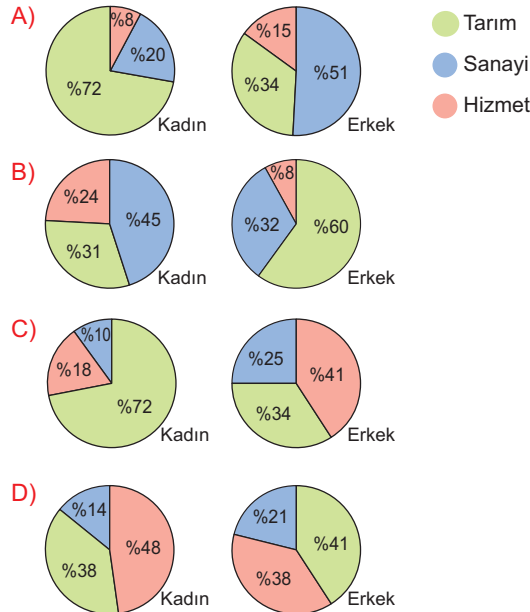 A)
%8
%20
%72
Kadın
%15
%51
%34
Erkek
Tarım
Sanayi
Hizmet
B)
%24
%45
%31
Kadın
%8
%32
%60
Erkek
C)
%10
%18
%72
Kadın
%25
%41
%34
Erkek
D)
%14
%48
%38
Kadın
%21
%41
%38
Erkek